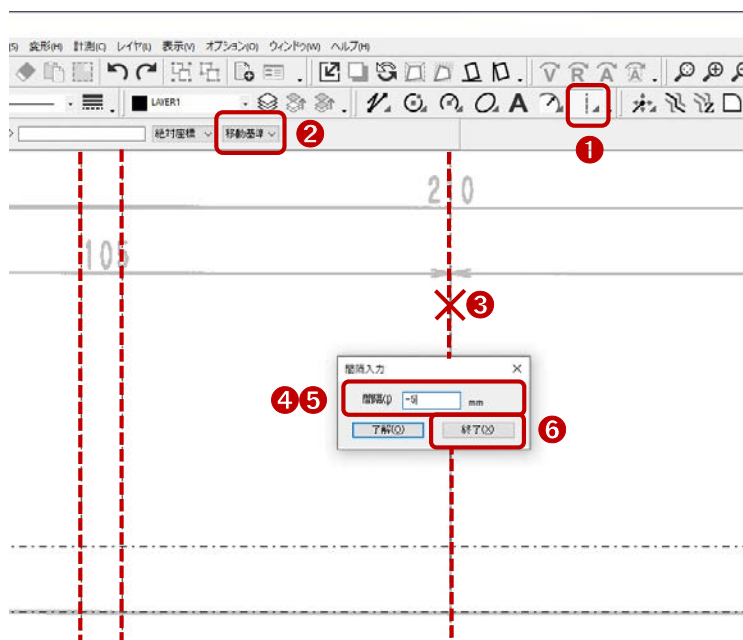 (S) 変形(H) 計測(C) レイヤ(L) 表示(V) オプション(O) ウィンドウ(W) ヘルプ(H)
V R A
LAYER1 A
絶対座標 移動基準 ❷ ❶
210
105
❸
間隔入力
❹❺ 間隔(I) -5 mm
了解(O) 終了(X) ❻